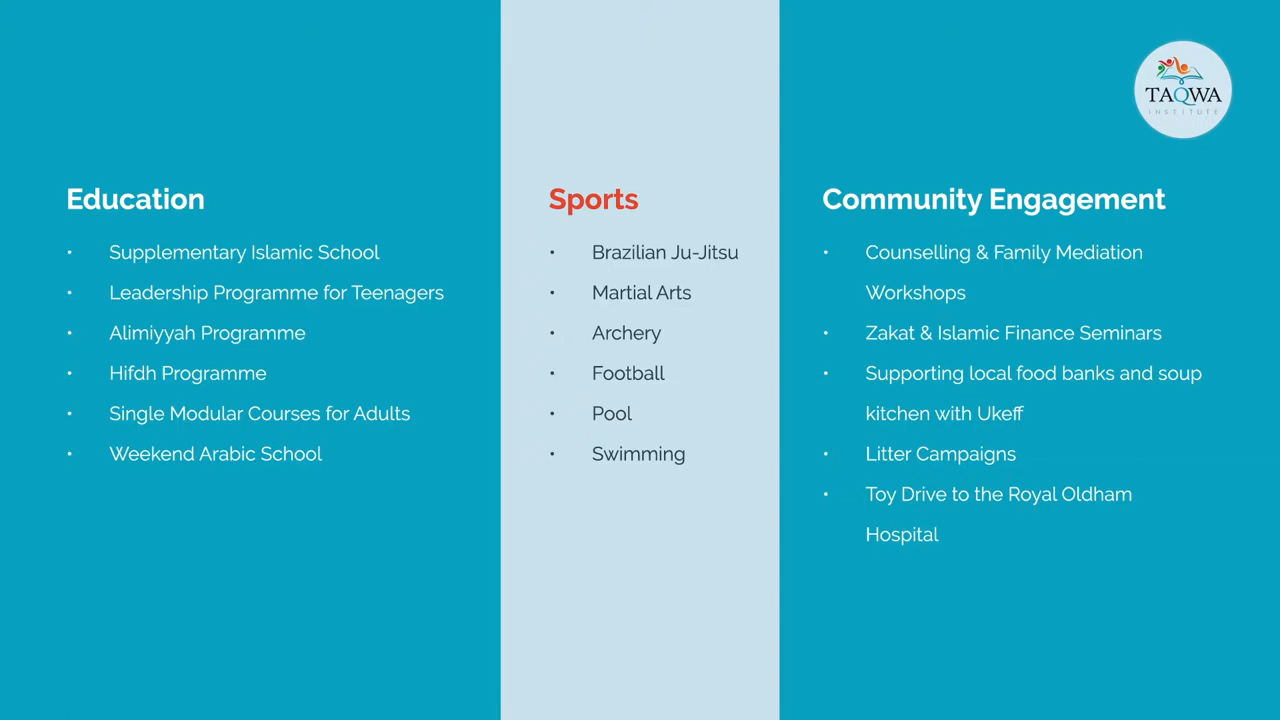 TAQWA
INSTITUTE
Education
• Supplementary Islamic School
• Leadership Programme for Teenagers
• Alimiyyah Programme
• Hifdh Programme
• Single Modular Courses for Adults
• Weekend Arabic School
Sports
• Brazilian Ju-Jitsu
• Martial Arts
• Archery
• Football
• Pool
• Swimming
Community Engagement
• Counselling & Family Mediation
Workshops
• Zakat & Islamic Finance Seminars
• Supporting local food banks and soup
kitchen with Ukeff
• Litter Campaigns
• Toy Drive to the Royal Oldham
Hospital